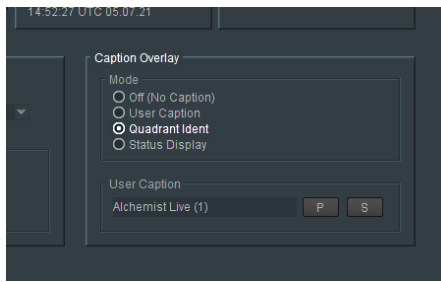 14:52:27 UTC 05.07.21
Caption Overlay
Mode
Off (No Caption)
User Caption
Quadrant Ident
Status Display
User Caption
Alchemist Live (1)
P
S